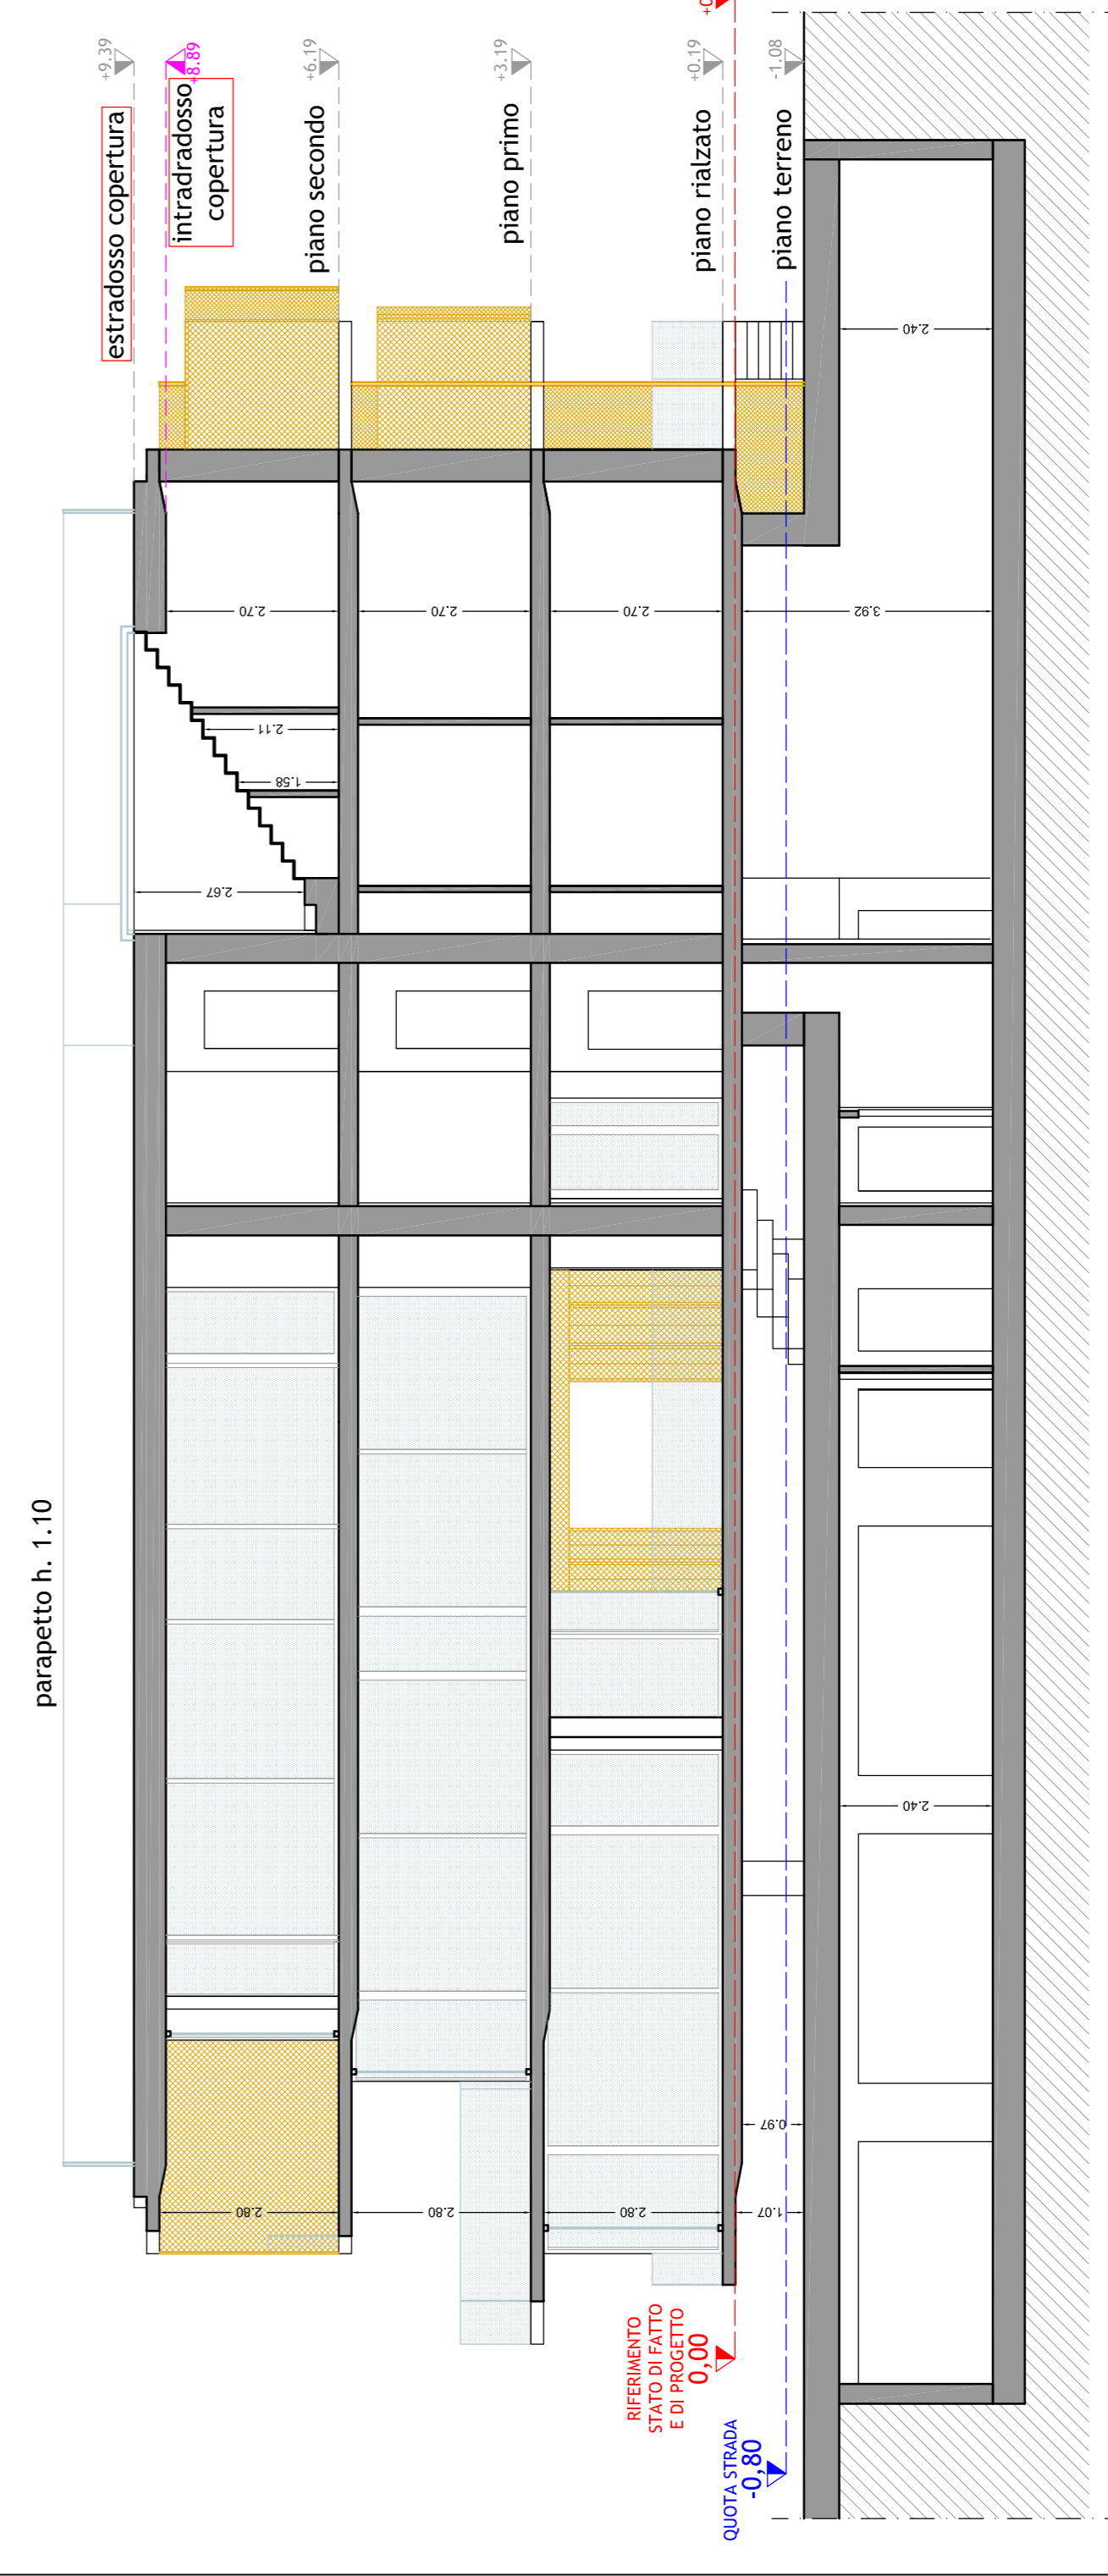 parapetto h. 1.10
+9.39
estradosso copertura
+8.89
intradradosso
copertura
+6.19
piano secondo
+3.19
piano primo
+0.19
piano rialzato
-1.08
piano terreno
2.70
2.70
2.70
3.92
2.40
2.11
1.58
2.67
2.40
0.97
2.80
2.80
2.80
1.07
RIFERIMENTO
STATO DI FATTO
E DI PROGETTO
0,00
QUOTA STRADA
-0,80